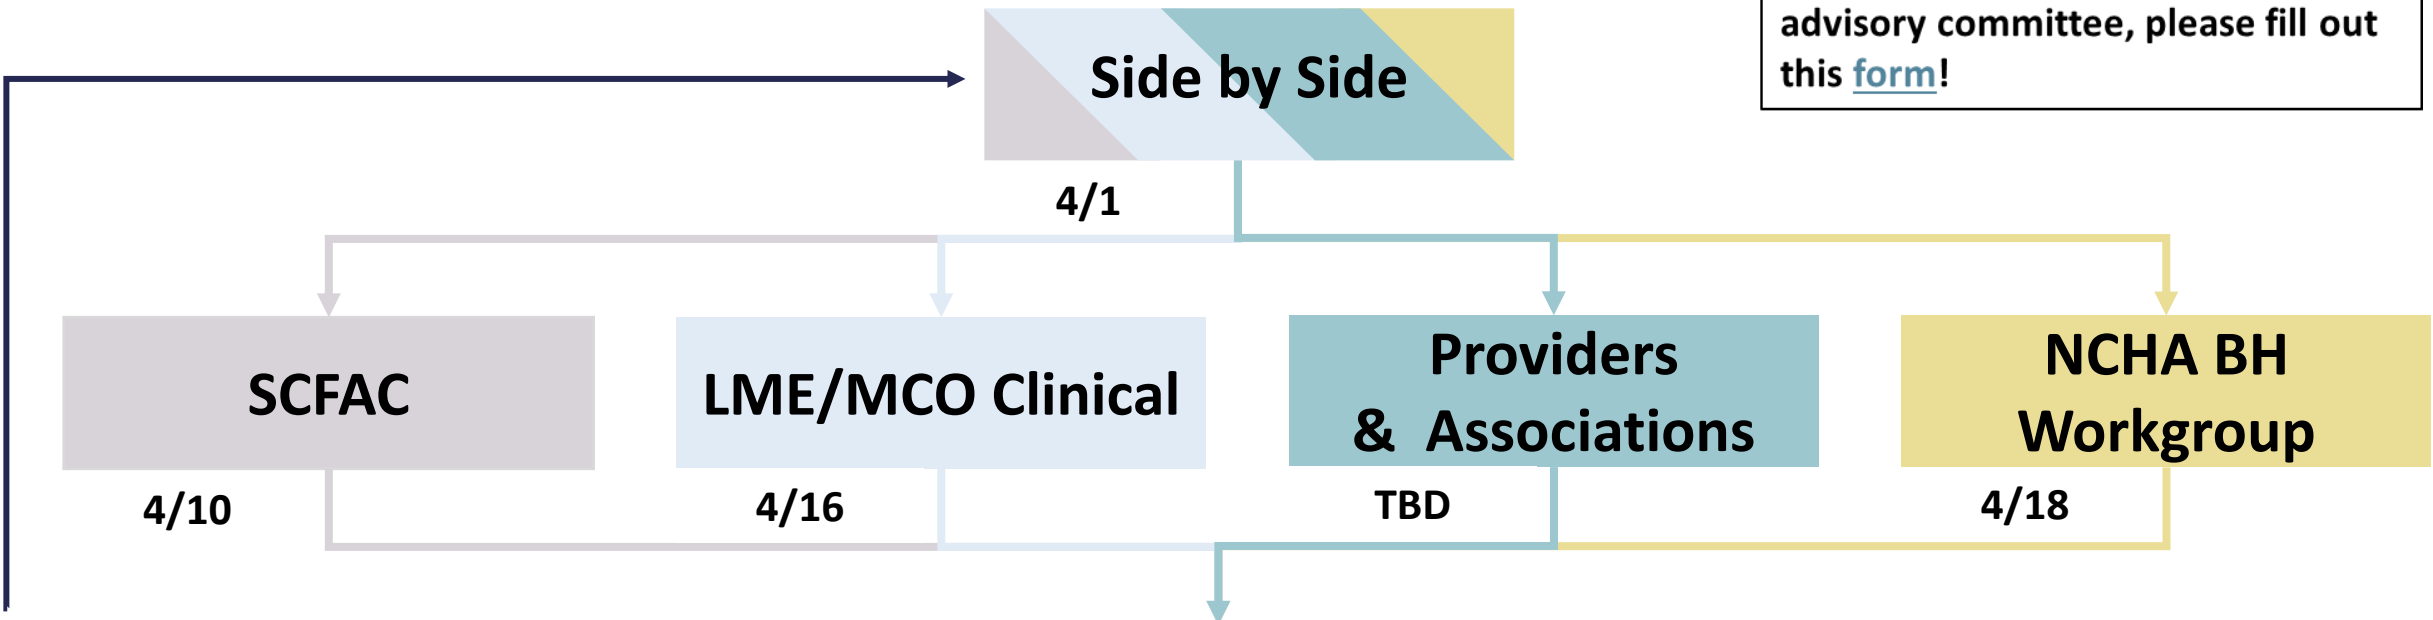 advisory committee, please fill out
this form!
Side by Side
4/1
SCFAC
LME/MCO Clinical
Providers
& Associations
NCHA BH
Workgroup
4/10
4/16
TBD
4/18